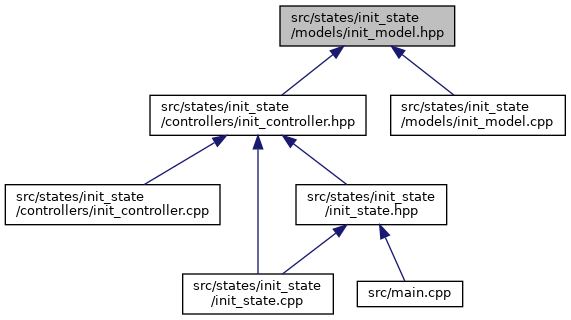 src/states/init_state
/models/init_model.hpp
src/states/init_state
/controllers/init_controller.hpp
src/states/init_state
/models/init_model.cpp
src/states/init_state
/controllers/init_controller.cpp
src/states/init_state
/init_state.hpp
src/states/init_state
/init_state.cpp
src/main.cpp